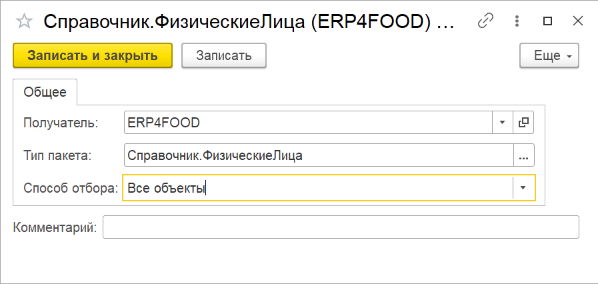 Справочник.ФизическиеЛица (ERP4FOOD) ...
Записать и закрыть Записать Еще
Общее
Получатель: ERP4FOOD
Тип пакета: Справочник.ФизическиеЛица ...
Способ отбора: Все объекты
Комментарий: